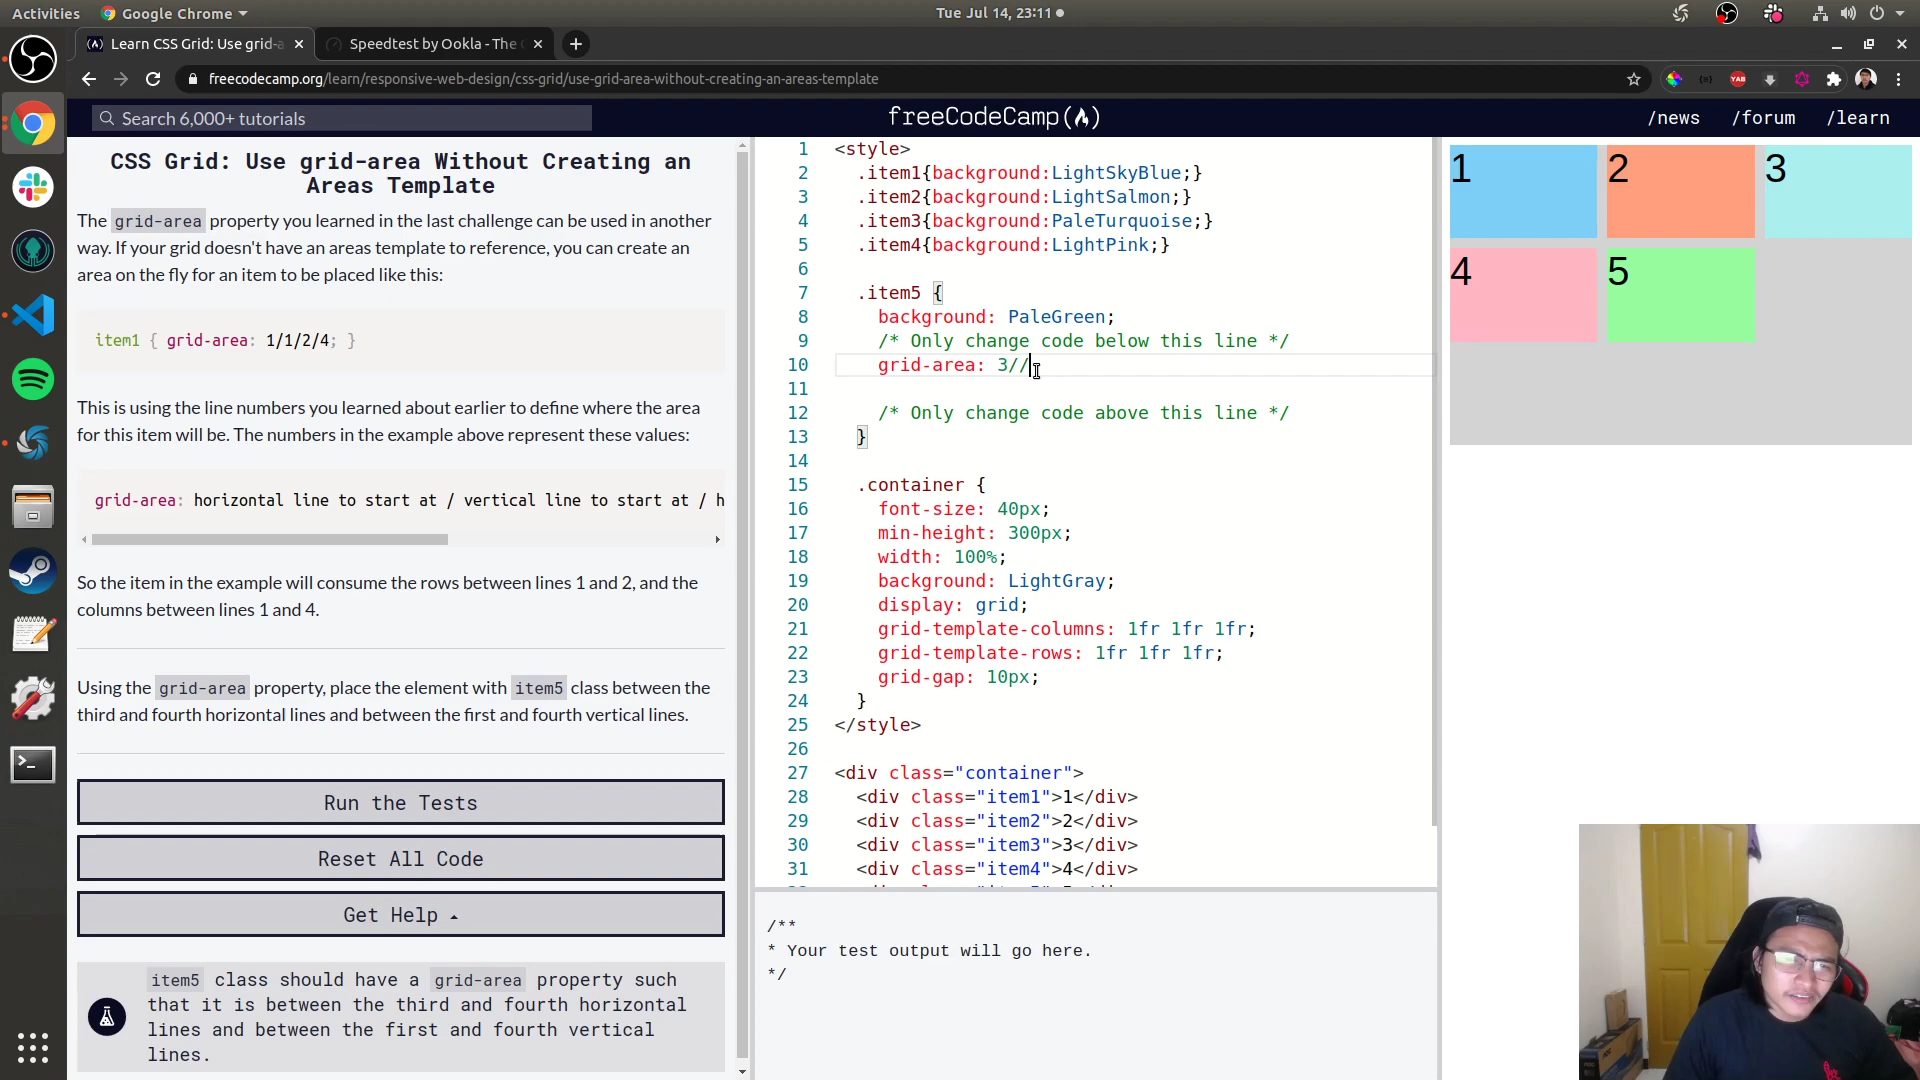 Activities
Google Chrome
Tue Jul 14, 23:11
Learn CSS Grid: Use grid-a
Speedtest by Ookla - The
freecodecamp.org/learn/responsive-web-design/css-grid/use-grid-area-without-creating-an-areas-template
YAB
Search 6,000+ tutorials
freeCodeCamp
/news
/forum
/learn
CSS Grid: Use grid-area Without Creating an
Areas Template
The grid-area property you learned in the last challenge can be used in another
way. If your grid doesn't have an areas template to reference, you can create an
area on the fly for an item to be placed like this:
item1 { grid-area: 1/1/2/4; }
This is using the line numbers you learned about earlier to define where the area
for this item will be. The numbers in the example above represent these values:
grid-area: horizontal line to start at / vertical line to start at / h
So the item in the example will consume the rows between lines 1 and 2, and the
columns between lines 1 and 4.
Using the grid-area property, place the element with item5 class between the
third and fourth horizontal lines and between the first and fourth vertical lines.
Run the Tests
Reset All Code
Get Help
item5 class should have a grid-area property such
that it is between the third and fourth horizontal
lines and between the first and fourth vertical
lines.
1 <style>
2 .item1{background:LightSkyBlue;}
3 .item2{background:LightSalmon;}
4 .item3{background:PaleTurquoise;}
5 .item4{background:LightPink;}
6
7 .item5 {
8 background: PaleGreen;
9 /* Only change code below this line */
10 grid-area: 3//
11
12 /* Only change code above this line */
13 }
14
15 .container {
16 font-size: 40px;
17 min-height: 300px;
18 width: 100%;
19 background: LightGray;
20 display: grid;
21 grid-template-columns: 1fr 1fr 1fr;
22 grid-template-rows: 1fr 1fr 1fr;
23 grid-gap: 10px;
24 }
25 </style>
26
27 <div class="container">
28 <div class="item1">1</div>
29 <div class="item2">2</div>
30 <div class="item3">3</div>
31 <div class="item4">4</div>
/**
* Your test output will go here.
*/
1
2
3
4
5